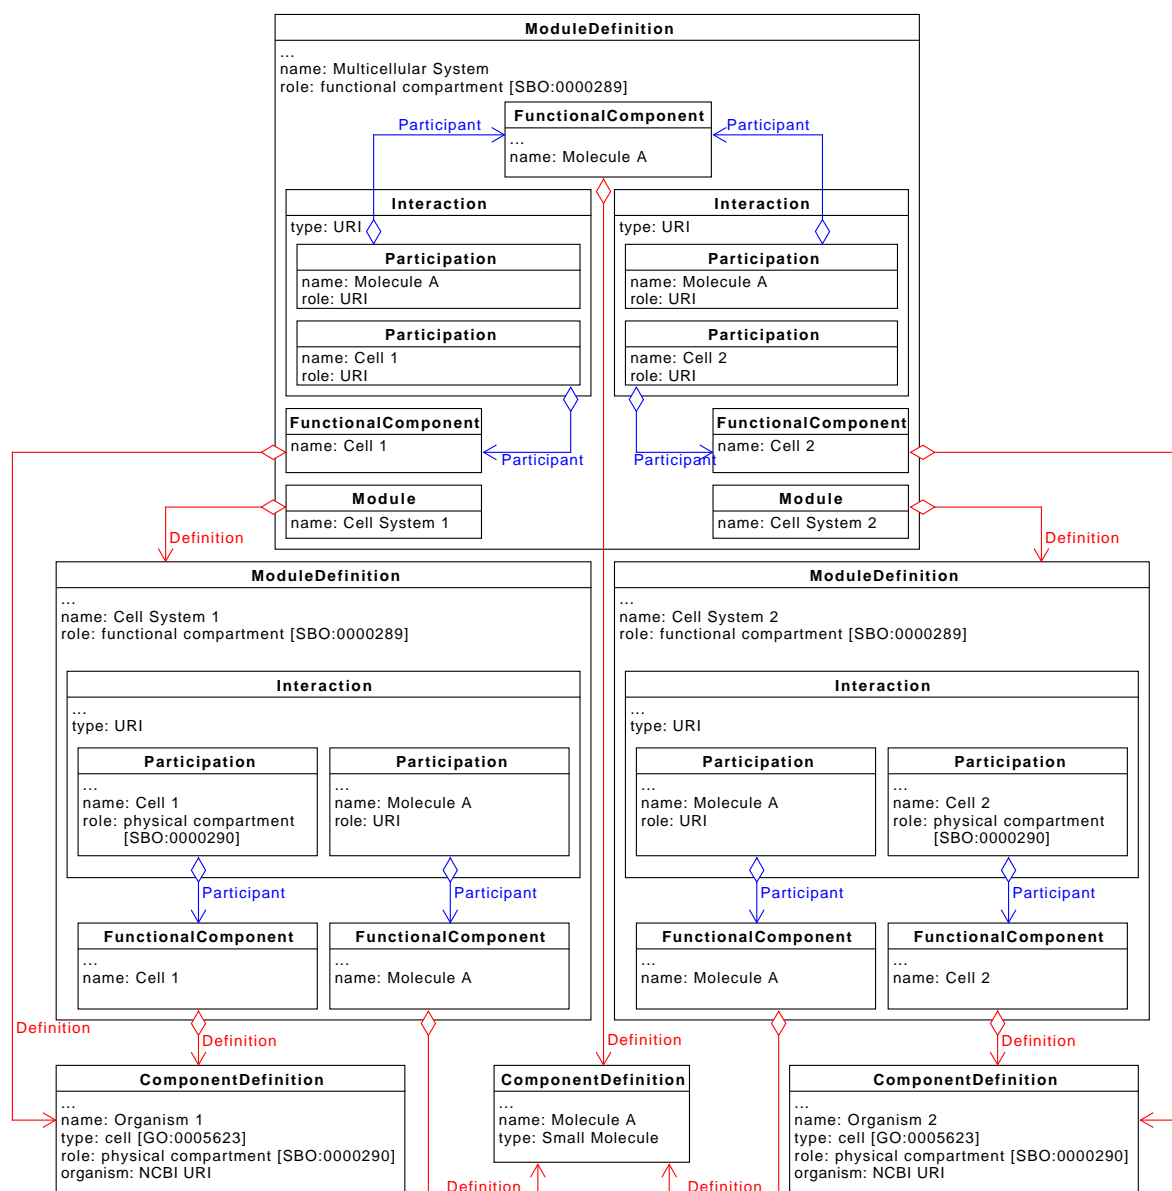 ModuleDefinition
...
name: Multicellular System
role: functional compartment [SBO:0000289]
FunctionalComponent
...
name: Molecule A
Participant
Participant
Interaction
type: URI
Participation
name: Molecule A
role: URI
Participation
name: Cell 1
role: URI
Interaction
type: URI
Participation
name: Molecule A
role: URI
Participation
name: Cell 2
role: URI
FunctionalComponent
name: Cell 1
Participant
Participant
FunctionalComponent
name: Cell 2
Module
name: Cell System 1
Module
name: Cell System 2
Definition
Definition
ModuleDefinition
...
name: Cell System 1
role: functional compartment [SBO:0000289]
Interaction
...
type: URI
Participation
...
name: Cell 1
role: physical compartment
[SBO:0000290]
Participation
...
name: Molecule A
role: URI
Participant
Participant
FunctionalComponent
...
name: Cell 1
FunctionalComponent
...
name: Molecule A
ModuleDefinition
...
name: Cell System 2
role: functional compartment [SBO:0000289]
Interaction
...
type: URI
Participation
...
name: Molecule A
role: URI
Participation
...
name: Cell 2
role: physical compartment
[SBO:0000290]
Participant
Participant
FunctionalComponent
...
name: Molecule A
FunctionalComponent
...
name: Cell 2
Definition
Definition
Definition
Definition
ComponentDefinition
...
name: Organism 1
type: cell [GO:0005623]
role: physical compartment [SBO:0000290]
organism: NCBI URI
ComponentDefinition
...
name: Molecule A
type: Small Molecule
ComponentDefinition
...
name: Organism 2
type: cell [GO:0005623]
role: physical compartment [SBO:0000290]
organism: NCBI URI
Definition
Definition